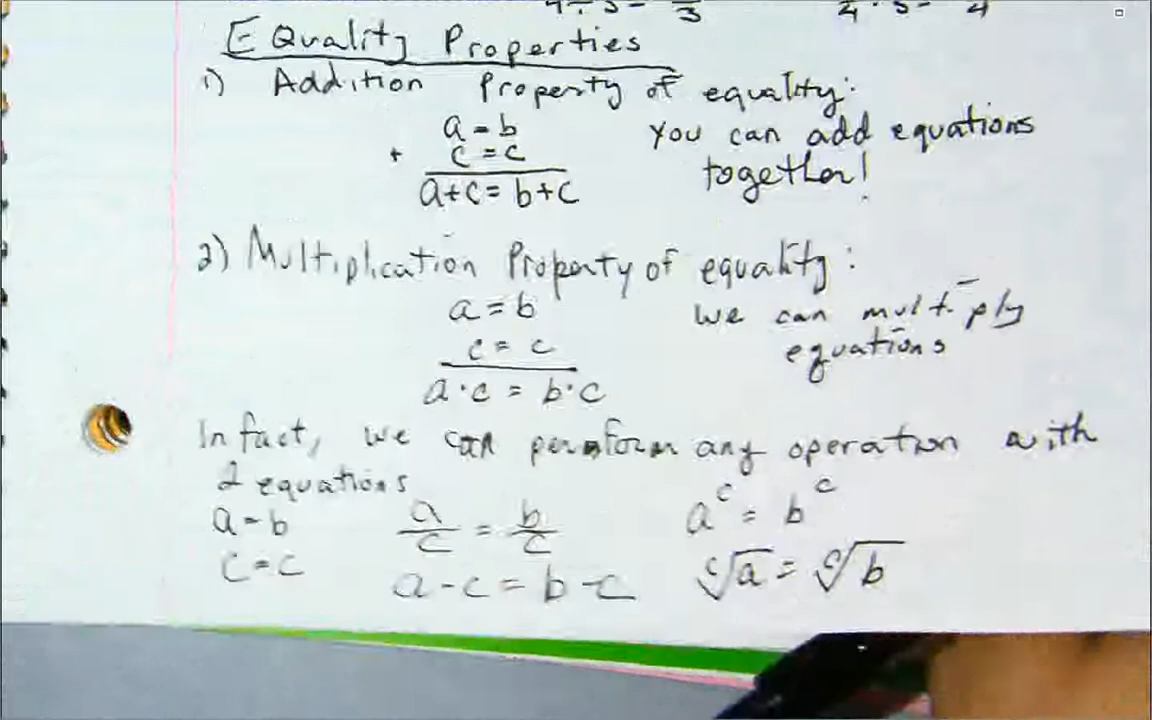 Equality Properties
1) Addition Property of equality:
a = b you can add equations
+ c = c together!
a+c = b+c
2) Multiplication Property of equality:
a = b we can multiply
c = c equations
a·c = b·c
In fact, we can perform any operation with
2 equations
a = b a/c = b/c a^c = b^c
c = c a-c = b-c ᶜ√a = ᶜ√b